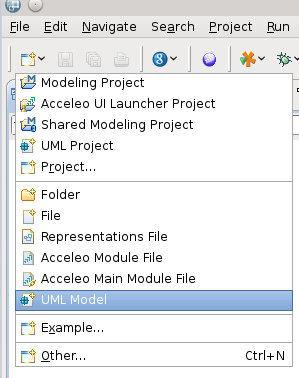 File Edit Navigate Search Project Run
Modeling Project
Acceleo UI Launcher Project
Shared Modeling Project
UML Project
Project...
Folder
File
Representations File
Acceleo Module File
Acceleo Main Module File
UML Model
Example...
Other... Ctrl+N